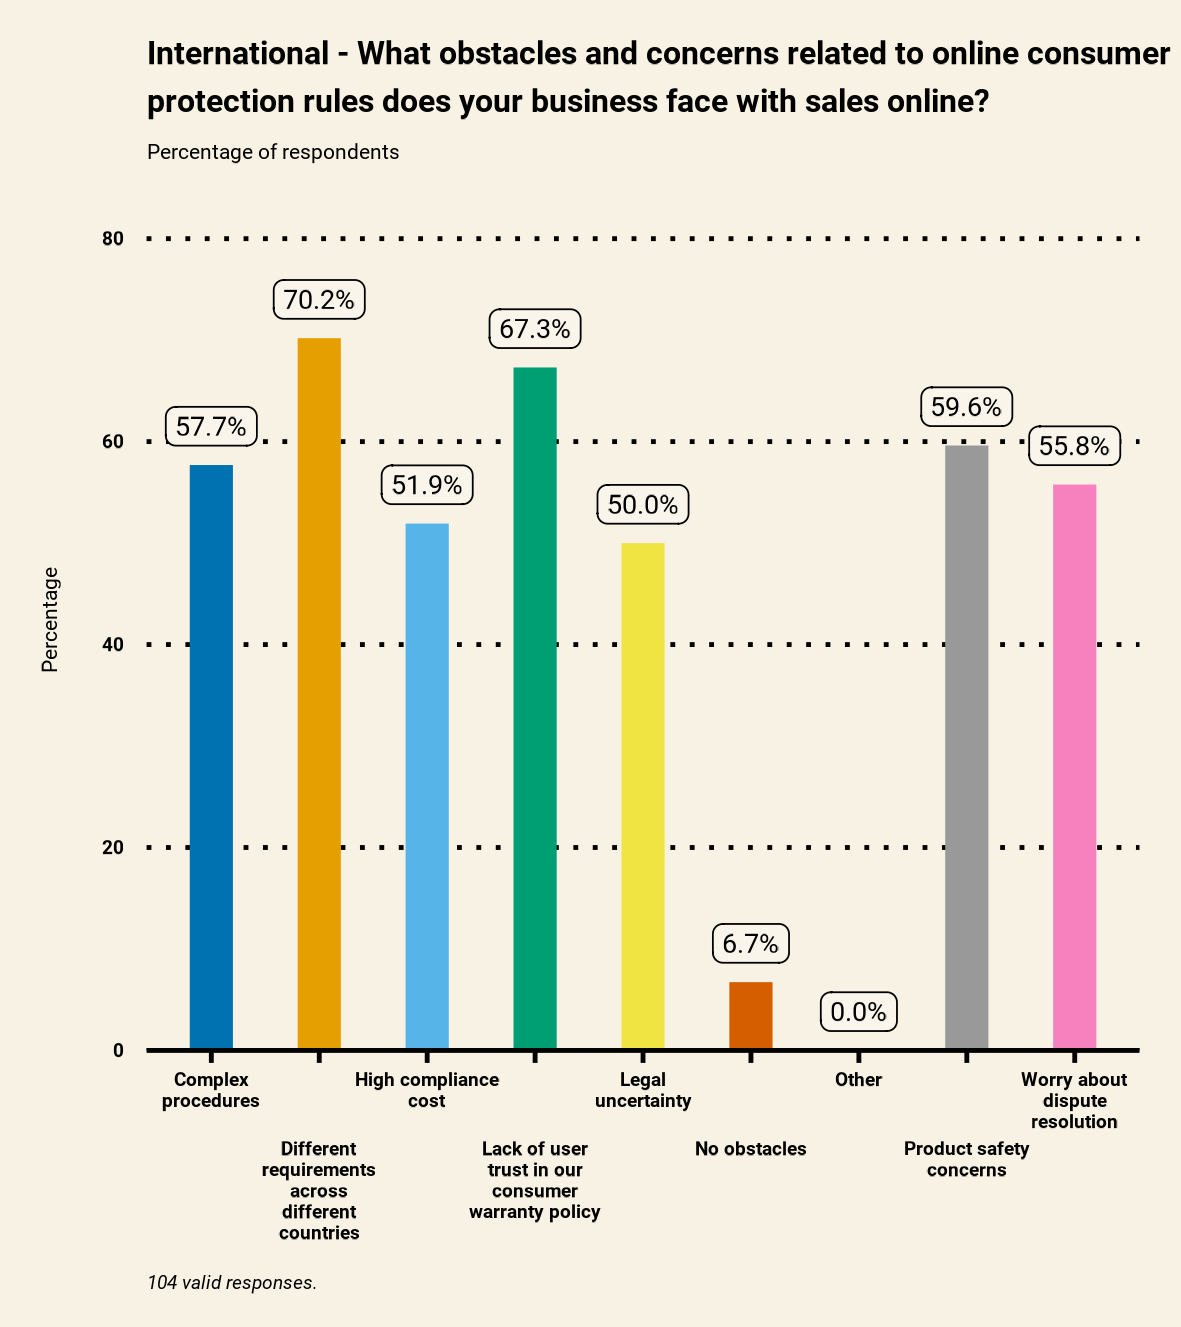 International - What obstacles and concerns related to online consumer
protection rules does your business face with sales online?
Percentage of respondents
80
70.2%
67.3%
59.6%
57.7%
60
55.8%
51.9%
50.0%
Percentage
40
20
6.7%
0.0%
0
Complex
procedures
High compliance
cost
Legal
uncertainty
Other
Worry about
dispute
resolution
Different
requirements
across
different
countries
Lack of user
trust in our
consumer
warranty policy
No obstacles
Product safety
concerns
104 valid responses.